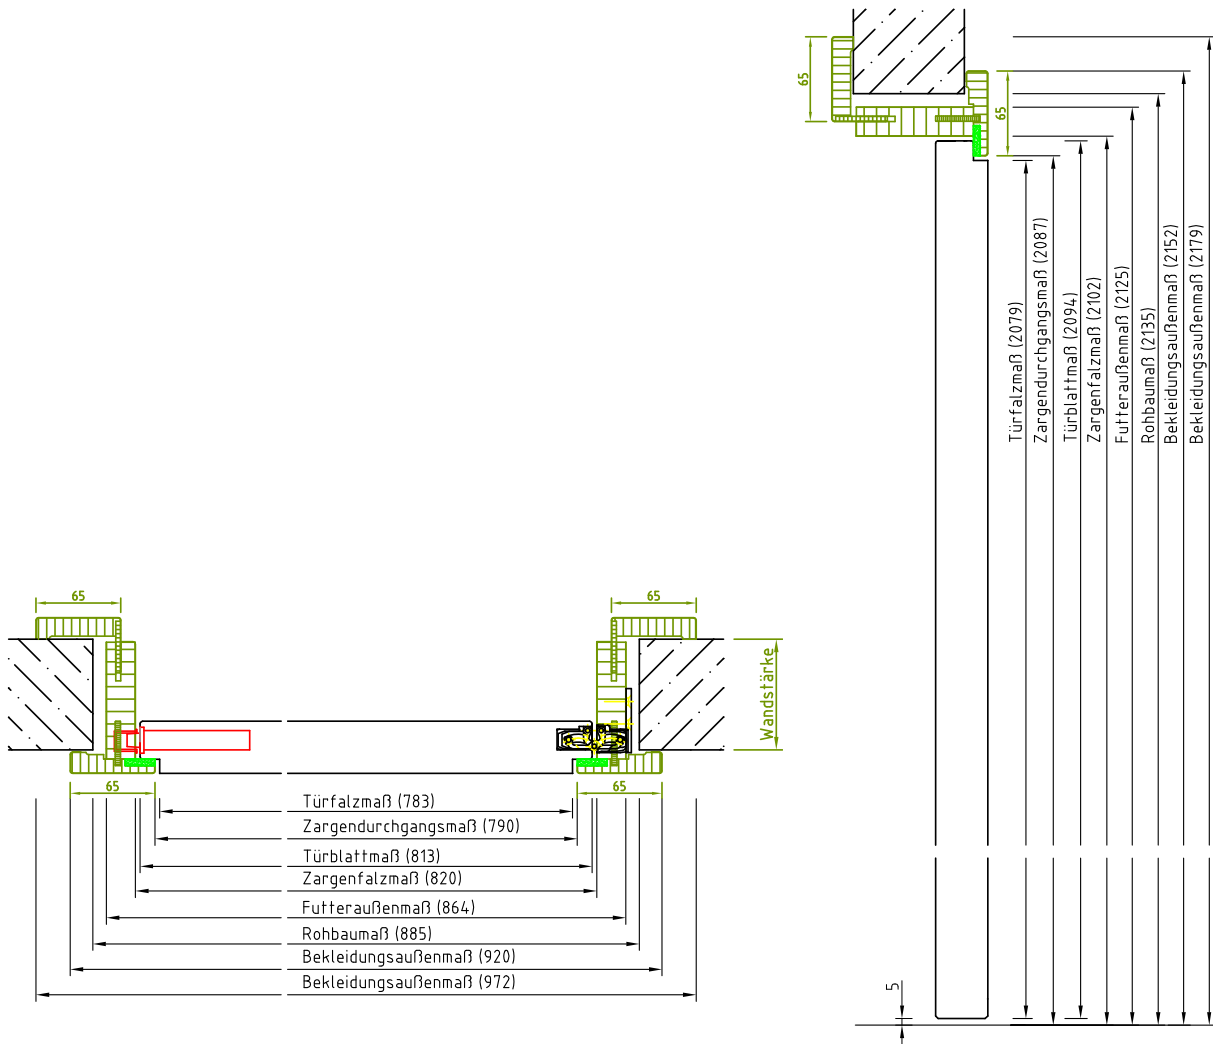 65
65
Türfalzmaß (2079)
Zargendurchgangsmaß (2087)
Türblattmaß (2094)
Zargenfalzmaß (2102)
Futteraußenmaß (2125)
Rohbaumaß (2135)
Bekleidungsaußenmaß (2152)
Bekleidungsaußenmaß (2179)
65
65
Wandstärke
65
65
Türfalzmaß (783)
Zargendurchgangsmaß (790)
Türblattmaß (813)
Zargenfalzmaß (820)
Futteraußenmaß (864)
Rohbaumaß (885)
Bekleidungsaußenmaß (920)
Bekleidungsaußenmaß (972)
5